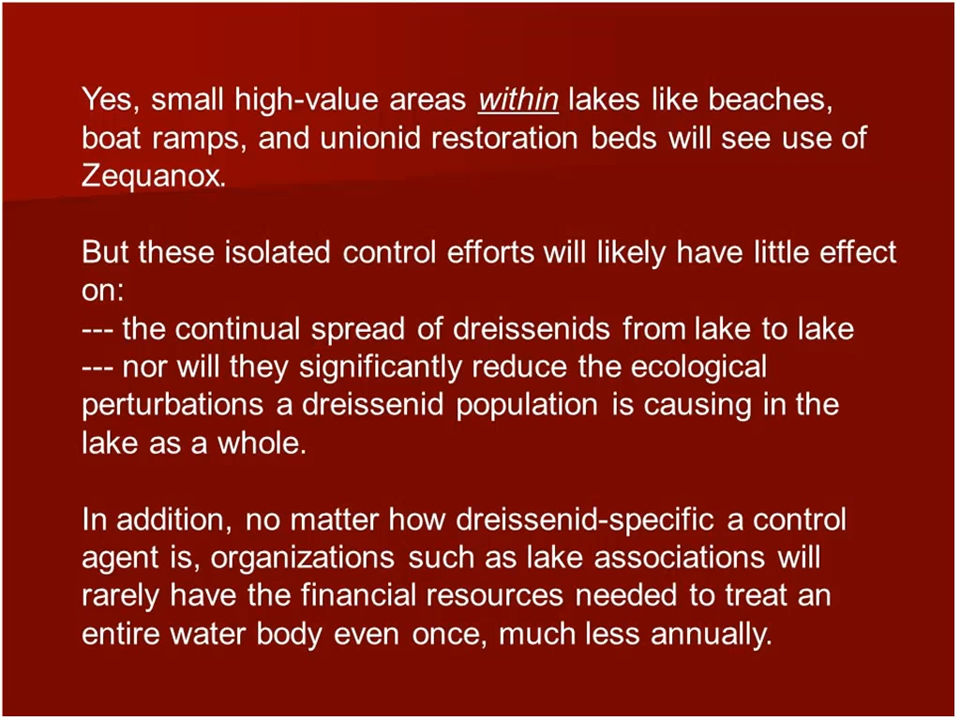 Yes, small high-value areas within lakes like beaches,
boat ramps, and unionid restoration beds will see use of
Zequanox.
But these isolated control efforts will likely have little effect
on:
--- the continual spread of dreissenids from lake to lake
--- nor will they significantly reduce the ecological
perturbations a dreissenid population is causing in the
lake as a whole.
In addition, no matter how dreissenid-specific a control
agent is, organizations such as lake associations will
rarely have the financial resources needed to treat an
entire water body even once, much less annually.